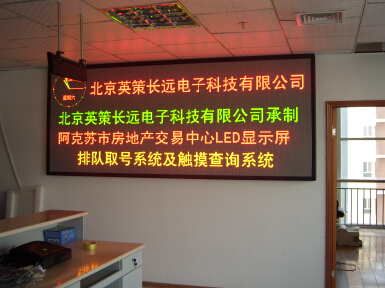 北京英策长远电子科技有限公司
北京英策长远电子科技有限公司承制
阿克苏市房地产交易中心LED显示屏
排队取号系统及触摸查询系统